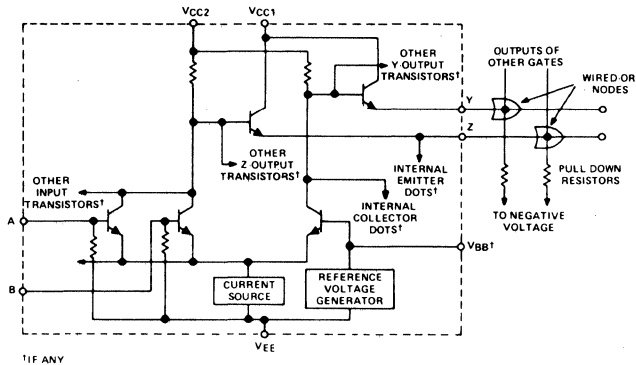 VCC2
VCC1
OTHER
Y-OUTPUT
TRANSISTORS†
OUTPUTS OF
OTHER GATES
WIRED-OR
NODES
Y
Z
OTHER
Z-OUTPUT
TRANSISTORS†
INTERNAL
EMITTER
DOTS†
PULL DOWN
RESISTORS
OTHER
INPUT
TRANSISTORS†
INTERNAL
COLLECTOR
DOTS†
TO NEGATIVE
VOLTAGE
A
VBB†
B
CURRENT
SOURCE
REFERENCE
VOLTAGE
GENERATOR
VEE
†IF ANY